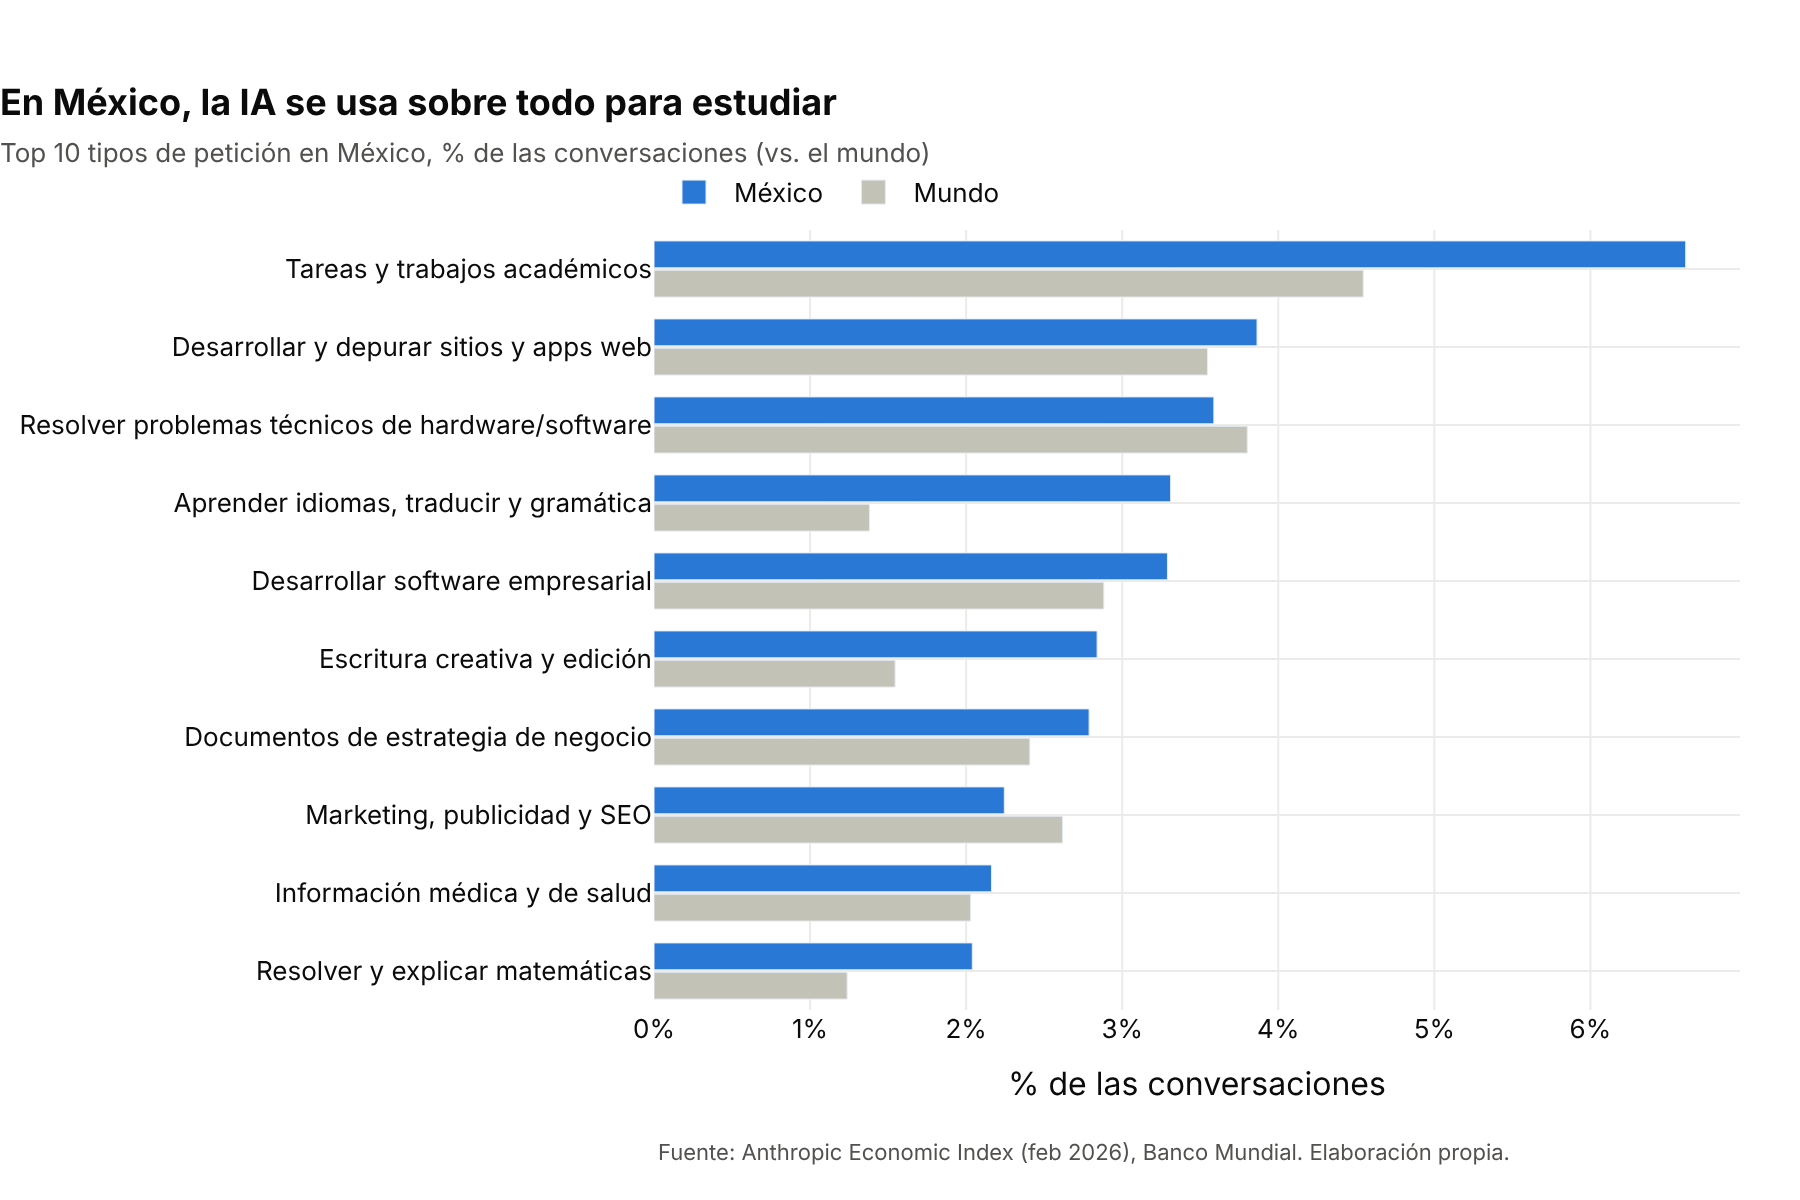 En México, la IA se usa sobre todo para estudiar
Top 10 tipos de petición en México, % de las conversaciones (vs. el mundo)
México Mundo
Tareas y trabajos académicos
Desarrollar y depurar sitios y apps web
Resolver problemas técnicos de hardware/software
Aprender idiomas, traducir y gramática
Desarrollar software empresarial
Escritura creativa y edición
Documentos de estrategia de negocio
Marketing, publicidad y SEO
Información médica y de salud
Resolver y explicar matemáticas
0% 1% 2% 3% 4% 5% 6%
% de las conversaciones
Fuente: Anthropic Economic Index (feb 2026), Banco Mundial. Elaboración propia.